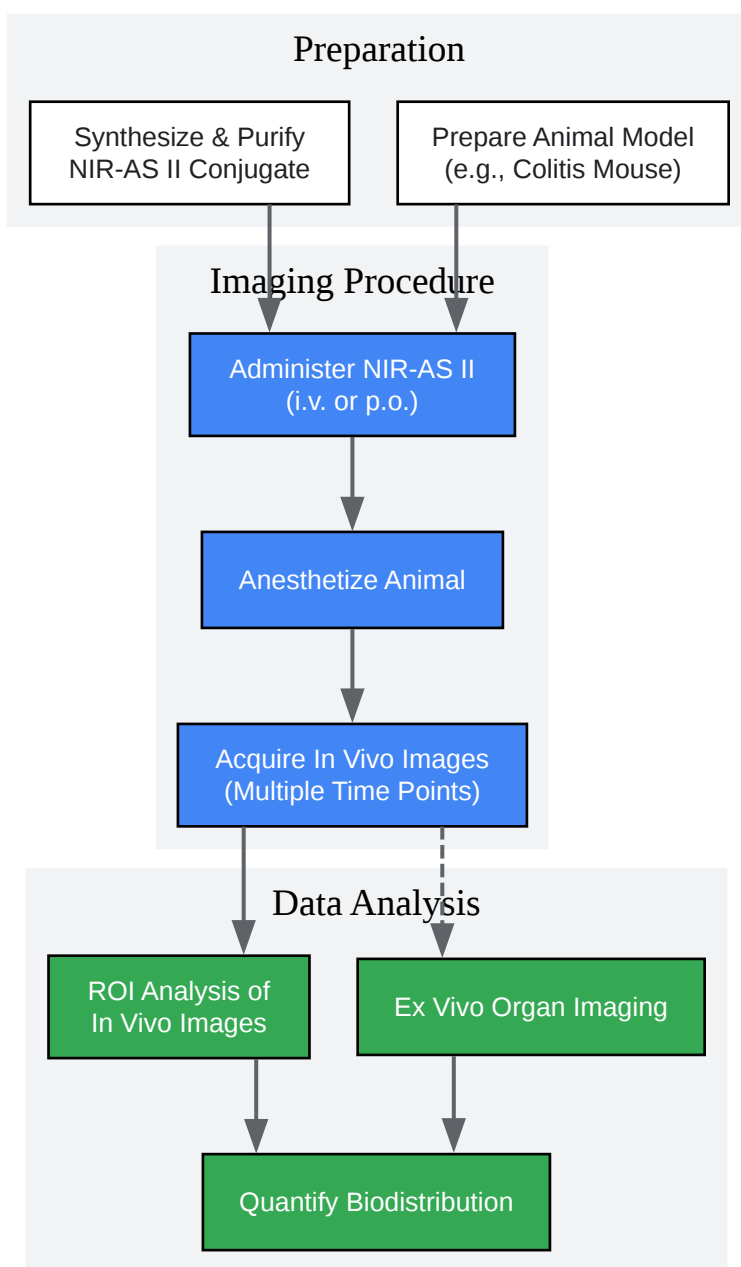 Preparation
Synthesize & Purify
NIR-AS II Conjugate
Prepare Animal Model
(e.g., Colitis Mouse)
Imaging Procedure
Administer NIR-AS II
(i.v. or p.o.)
Anesthetize Animal
Acquire In Vivo Images
(Multiple Time Points)
Data Analysis
ROI Analysis of
In Vivo Images
Ex Vivo Organ Imaging
Quantify Biodistribution